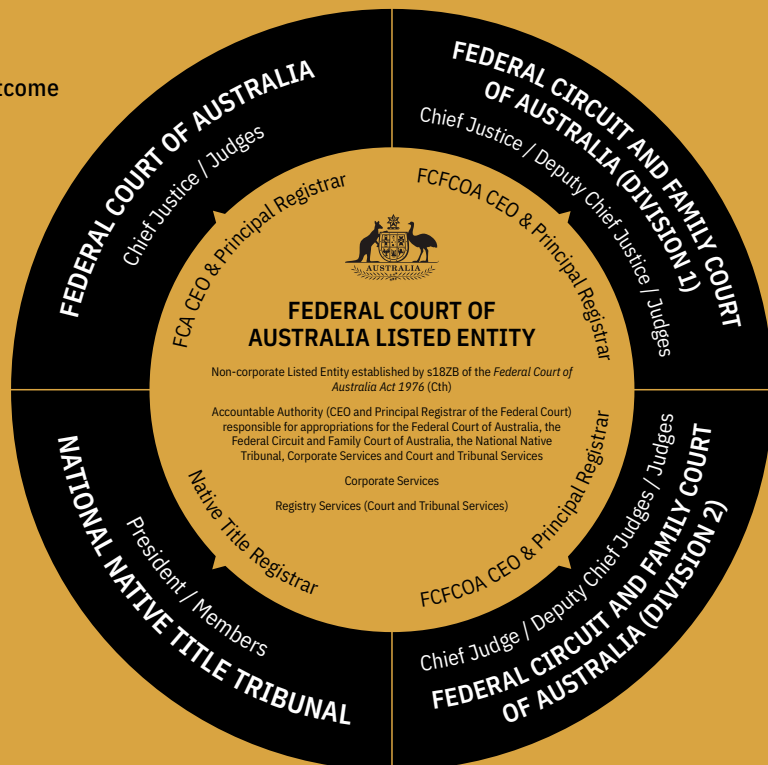 FEDERAL COURT OF AUSTRALIA
Chief Justice / Judges
FEDERAL CIRCUIT AND FAMILY COURT
OF AUSTRALIA (DIVISION 1)
Chief Justice / Deputy Chief Justice / Judges
FCA CEO & Principal Registrar
FCFCOA CEO & Principal Registrar
AUSTRALIA
FEDERAL COURT OF
AUSTRALIA LISTED ENTITY
Non-corporate Listed Entity established by s18ZB of the Federal Court of
Australia Act 1976 (Cth)
Accountable Authority (CEO and Principal Registrar of the Federal Court)
responsible for appropriations for the Federal Court of Australia, the
Federal Circuit and Family Court of Australia, the National Native
Tribunal, Corporate Services and Court and Tribunal Services
Corporate Services
Registry Services (Court and Tribunal Services)
Native Title Registrar
FCFCOA CEO & Principal Registrar
President / Members
NATIONAL NATIVE TITLE TRIBUNAL
Chief Judge / Deputy Chief Judges / Judges
FEDERAL CIRCUIT AND FAMILY COURT
OF AUSTRALIA (DIVISION 2)